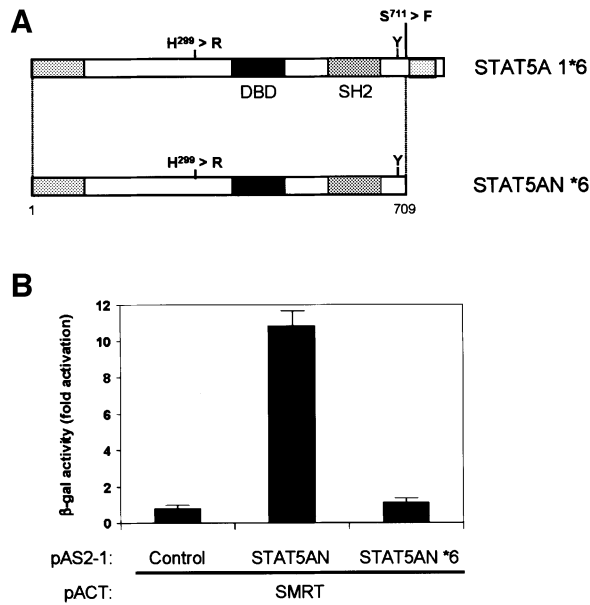 A
S711 > F
H299 > R
Y
STAT5A 1*6
DBD
SH2
H299 > R
Y
STAT5AN *6
1
709
B
β-gal activity (fold activation)
12
10
8
6
4
2
0
pAS2-1: Control STAT5AN STAT5AN *6
pACT: SMRT